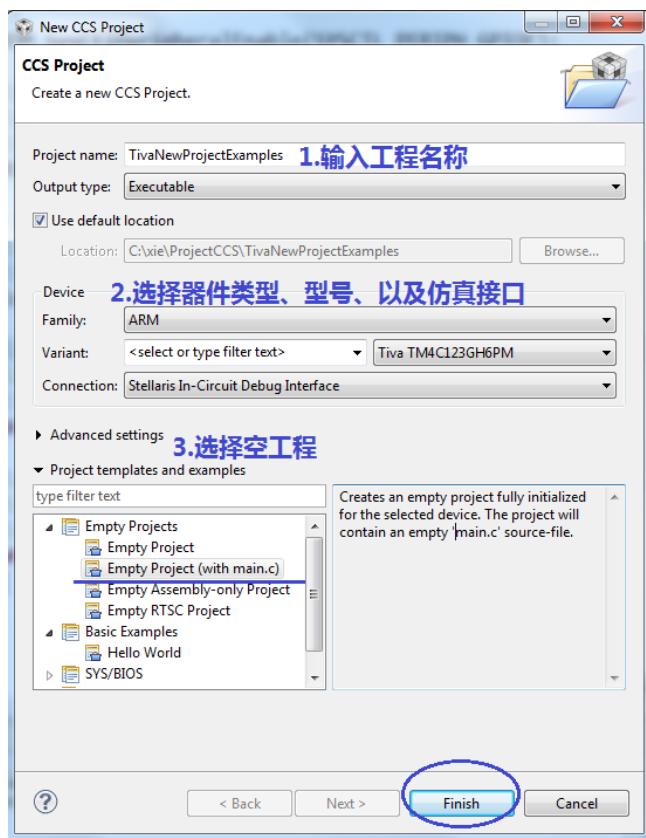 New CCS Project
CCS Project
Create a new CCS Project.
Project name: TivaNewProjectExamples 1.输入工程名称
Output type: Executable
Use default location
Location: C:\xie\ProjectCCS\TivaNewProjectExamples Browse...
Device 2.选择器件类型、型号、以及仿真接口
Family: ARM
Variant: <select or type filter text> Tiva TM4C123GH6PM
Connection: Stellaris In-Circuit Debug Interface
Advanced settings
3.选择空工程
Project templates and examples
type filter text
Empty Projects
Empty Project
Empty Project (with main.c)
Empty Assembly-only Project
Empty RTSC Project
Basic Examples
Hello World
SYS/BIOS
Creates an empty project fully initialized
for the selected device. The project will
contain an empty 'main.c' source-file.
? < Back Next > Finish Cancel